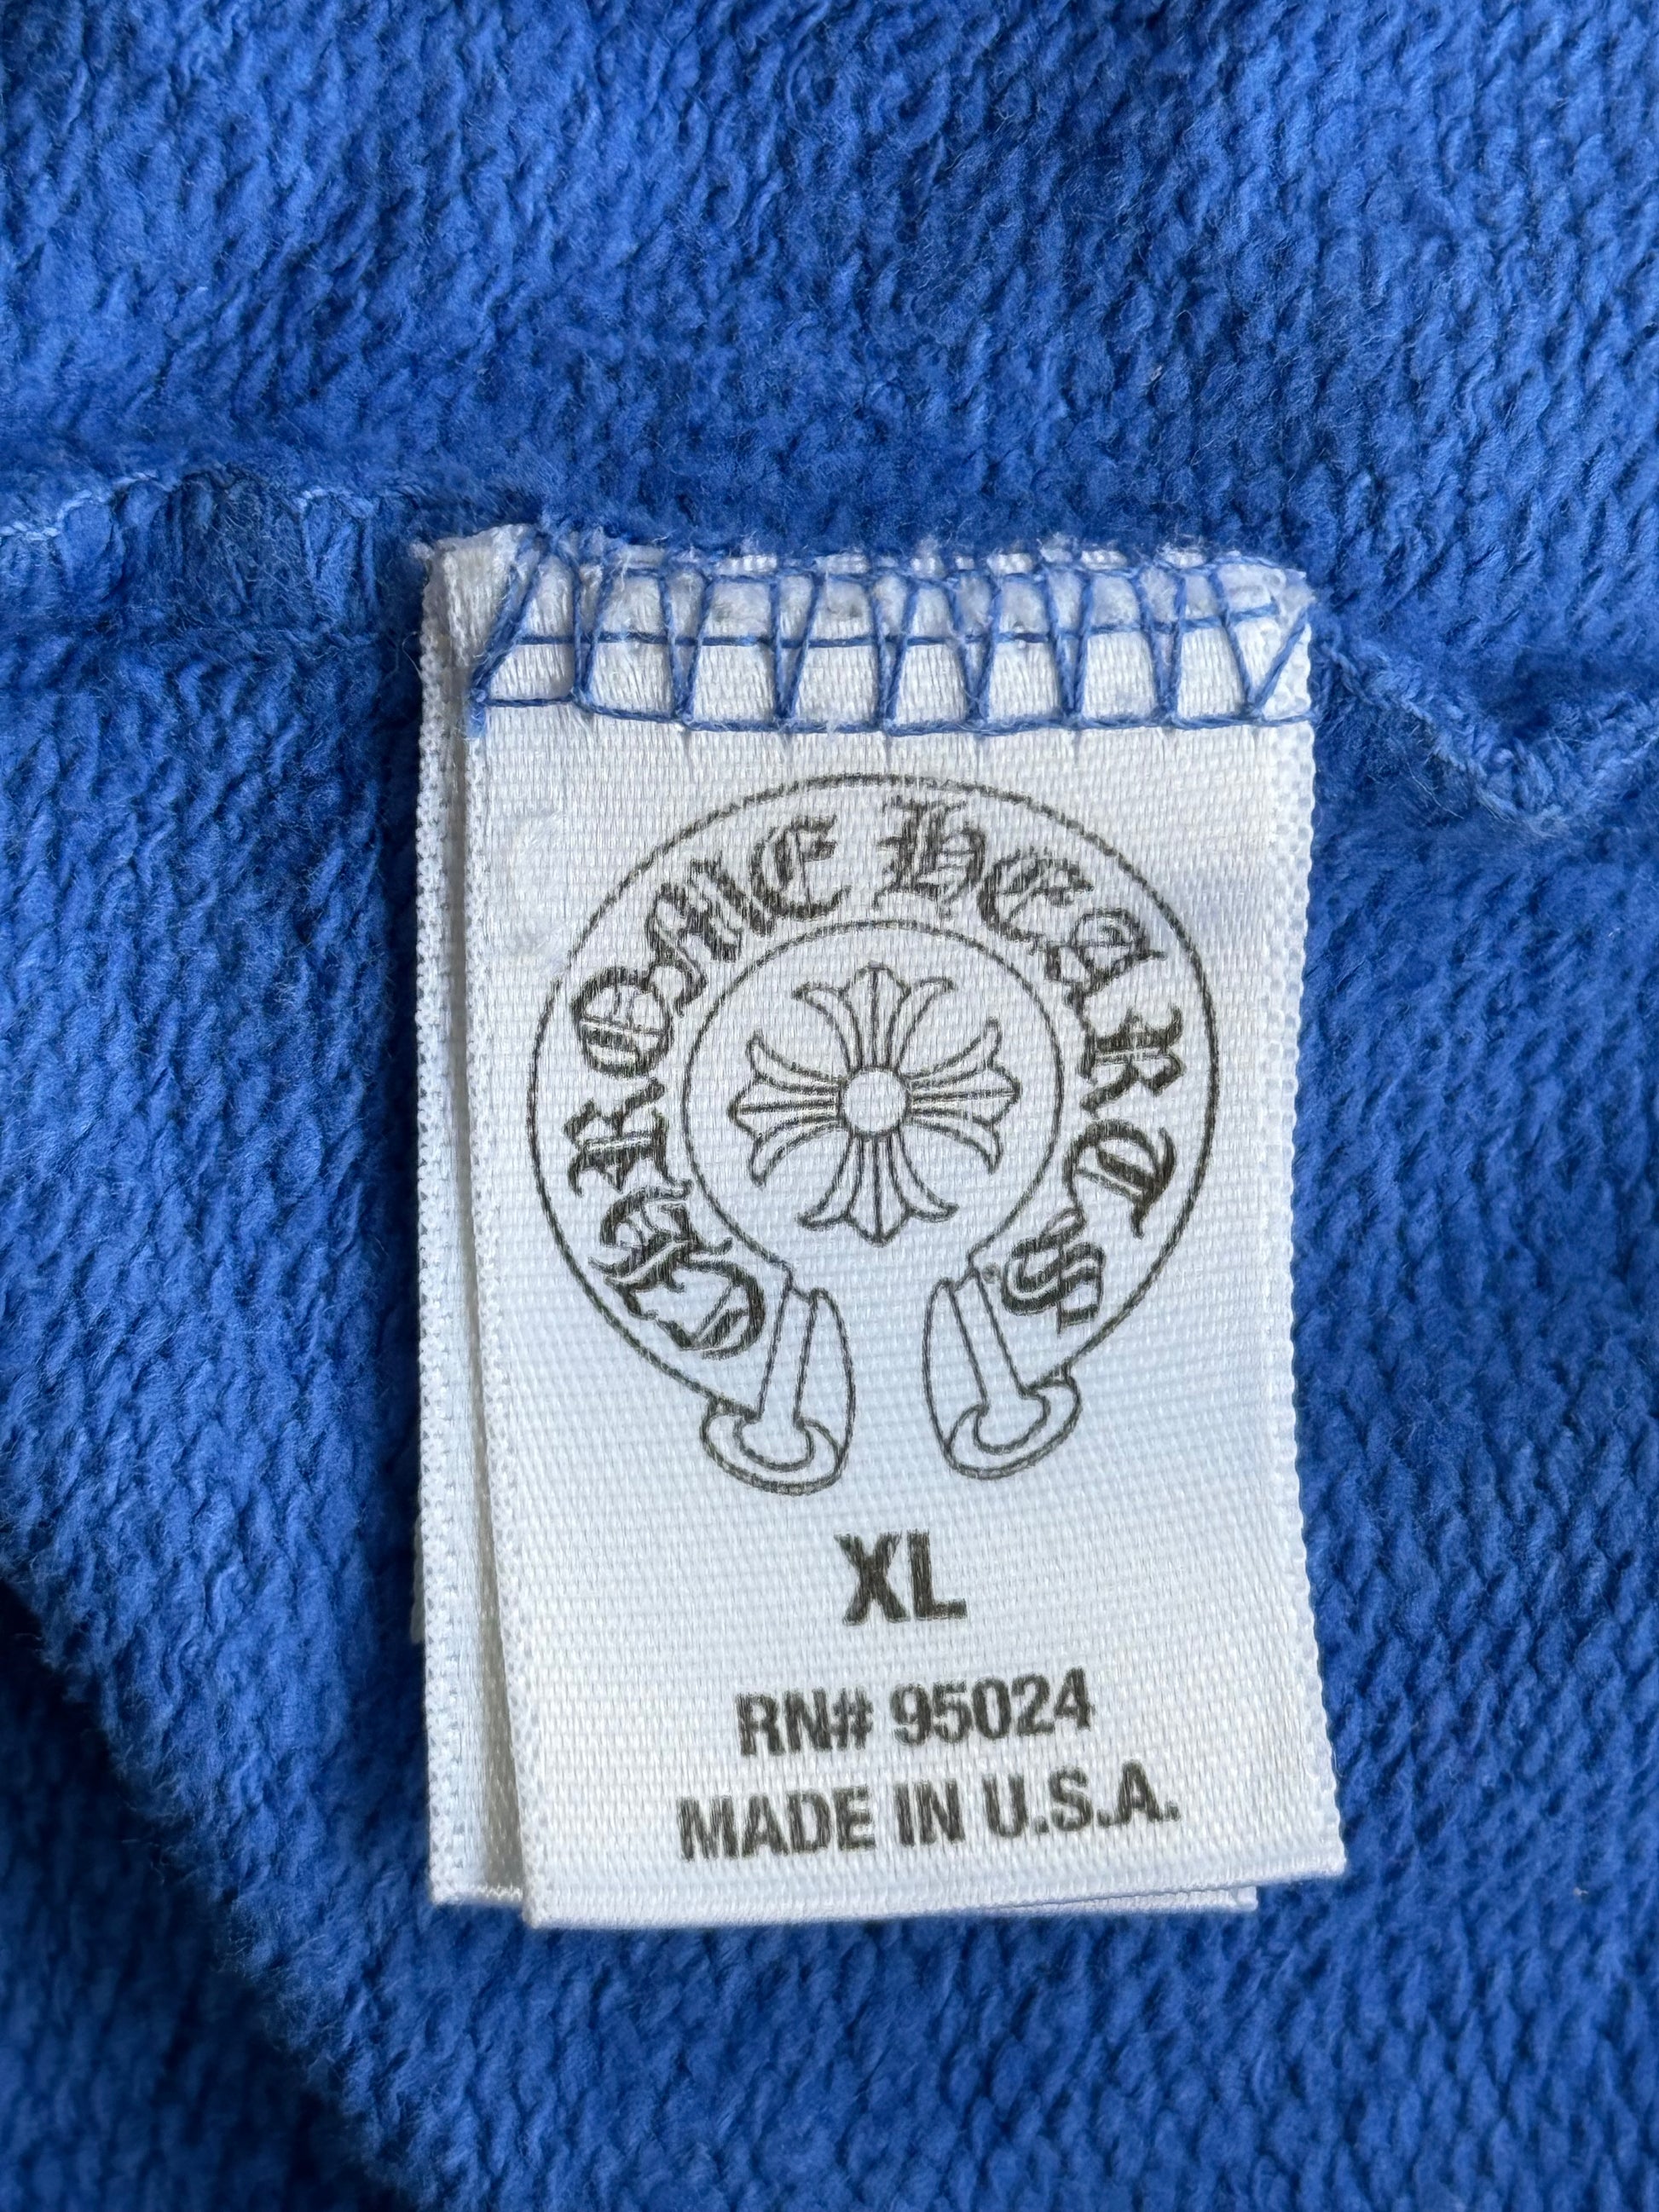 CHROME HEARTS
XL
RN# 95024
MADE IN U.S.A.